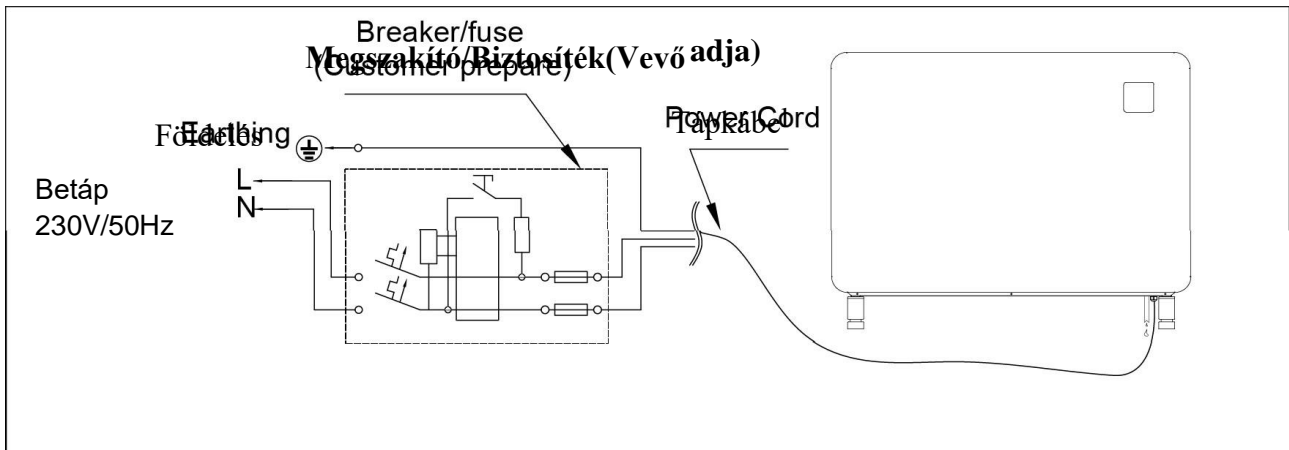 Breaker/fuse
Megszakító/Biztosíték(Vevő adja)
(Customer prepare)
Power Cord
Tápkábel
Earthing
Földelés
L
N
Betáp
230V/50Hz